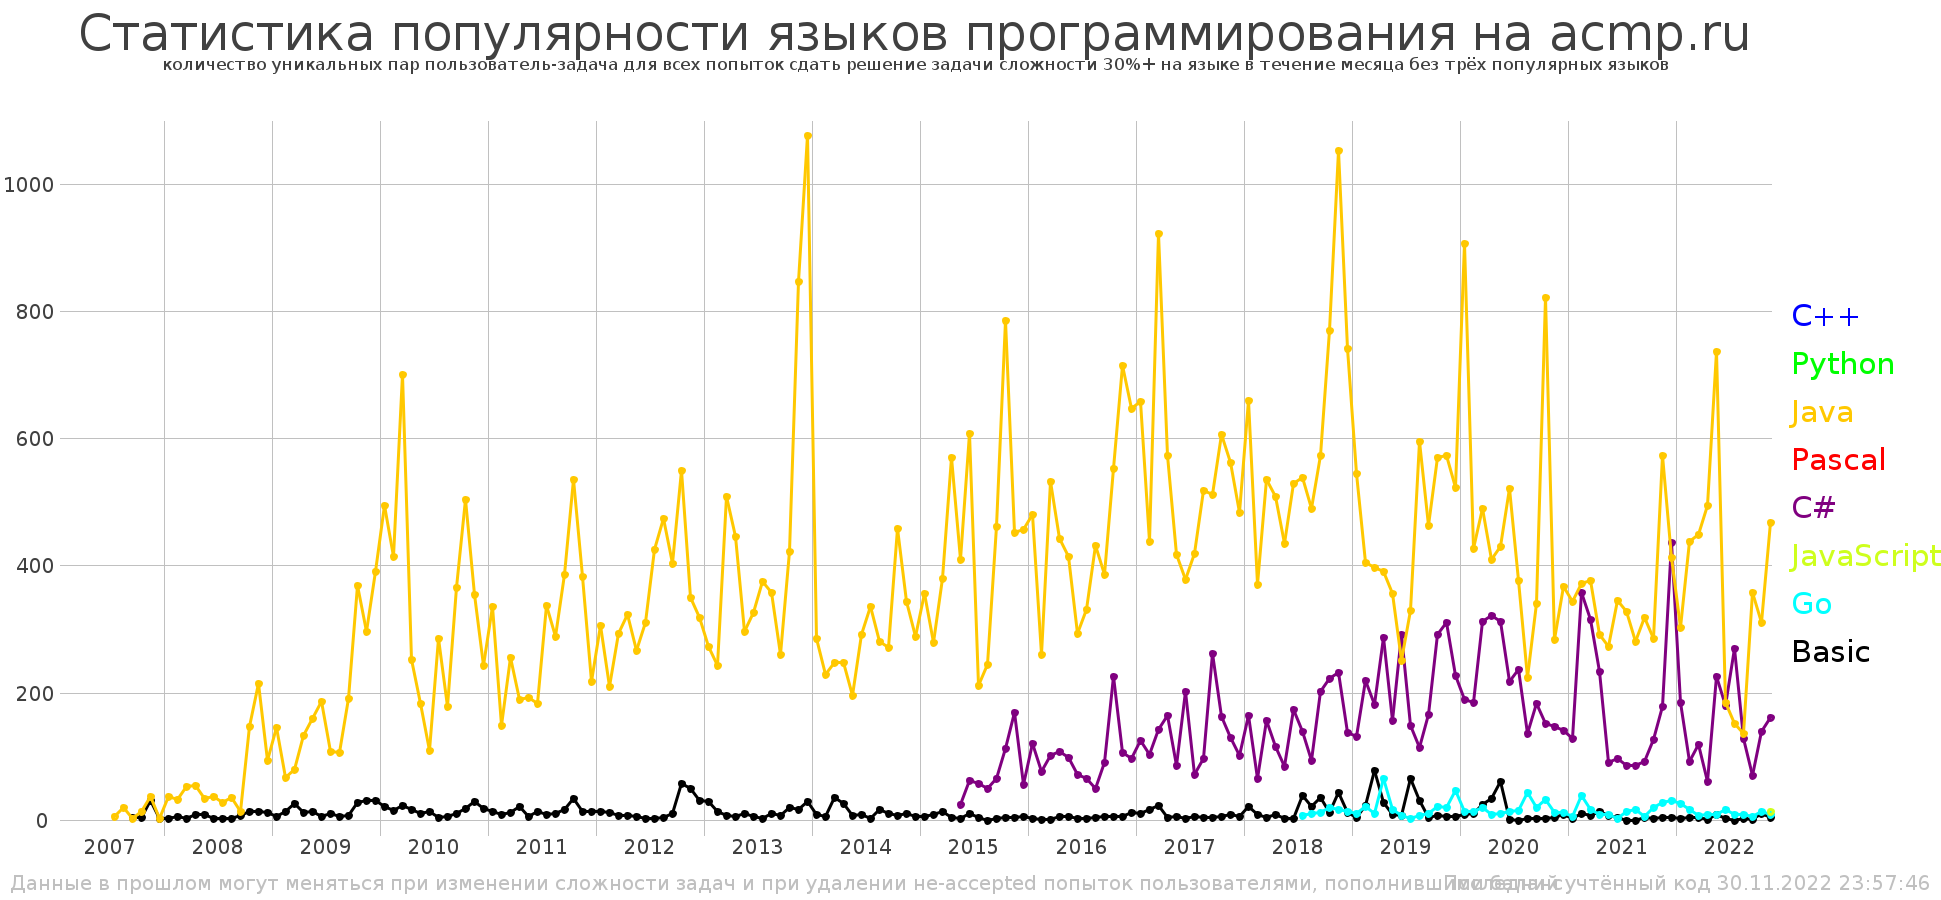 Статистика популярности языков программирования на acmp.ru
количество уникальных пар пользователь-задача для всех попыток сдать решение задачи сложности 30%+ на языке в течение месяца без трёх популярных языков
1000
800
600
400
200
0
C++
Python
Java
Pascal
C#
JavaScript
Go
Basic
2007 2008 2009 2010 2011 2012 2013 2014 2015 2016 2017 2018 2019 2020 2021 2022
Данные в прошлом могут меняться при изменении сложности задач и при удалении не-accepted попыток пользователями, пополнившими
Последний учтённый код 30.11.2022 23:57:46